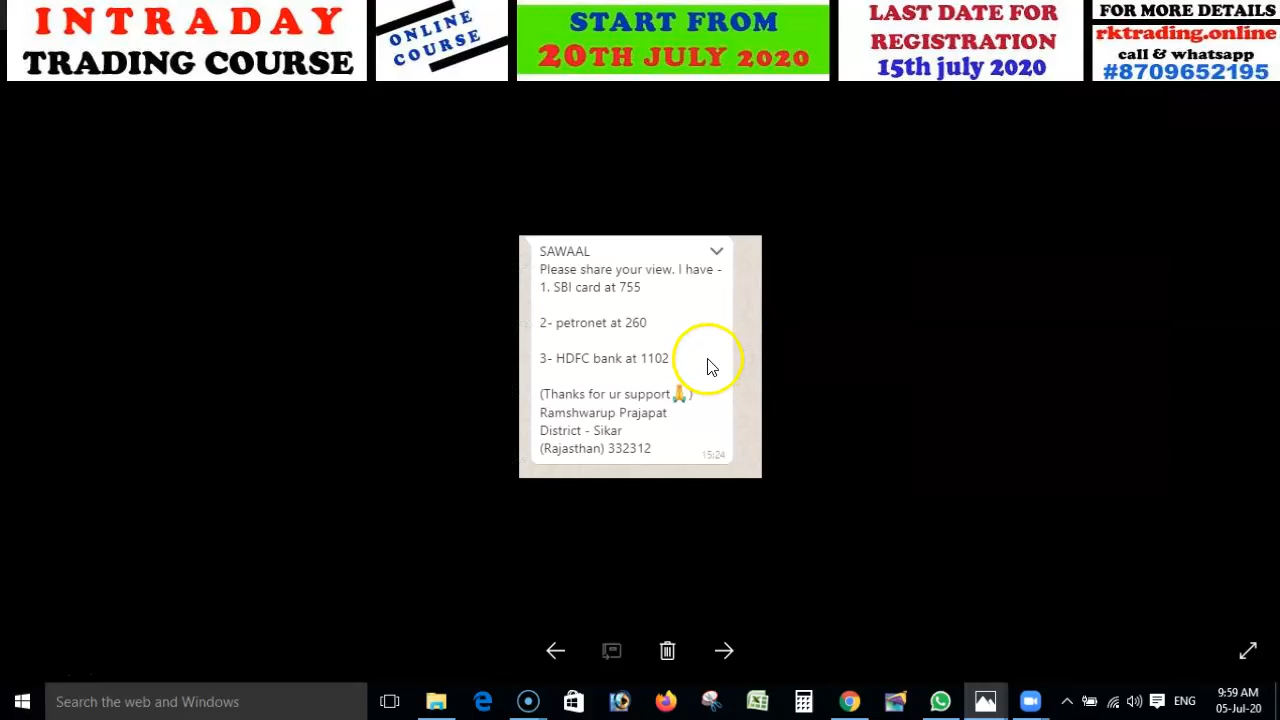 INTRADAY
TRADING COURSE
ONLINE
COURSE
START FROM
20TH JULY 2020
LAST DATE FOR
REGISTRATION
15th july 2020
FOR MORE DETAILS
rktrading.online
call & whatsapp
#8709652195
SAWAAL
Please share your view. I have -
1. SBI card at 755
2- petronet at 260
3- HDFC bank at 1102
(Thanks for ur support🙏)
Ramshwarup Prajapat
District - Sikar
(Rajasthan) 332312
15:24
Search the web and Windows
ENG
9:59 AM
05-Jul-20